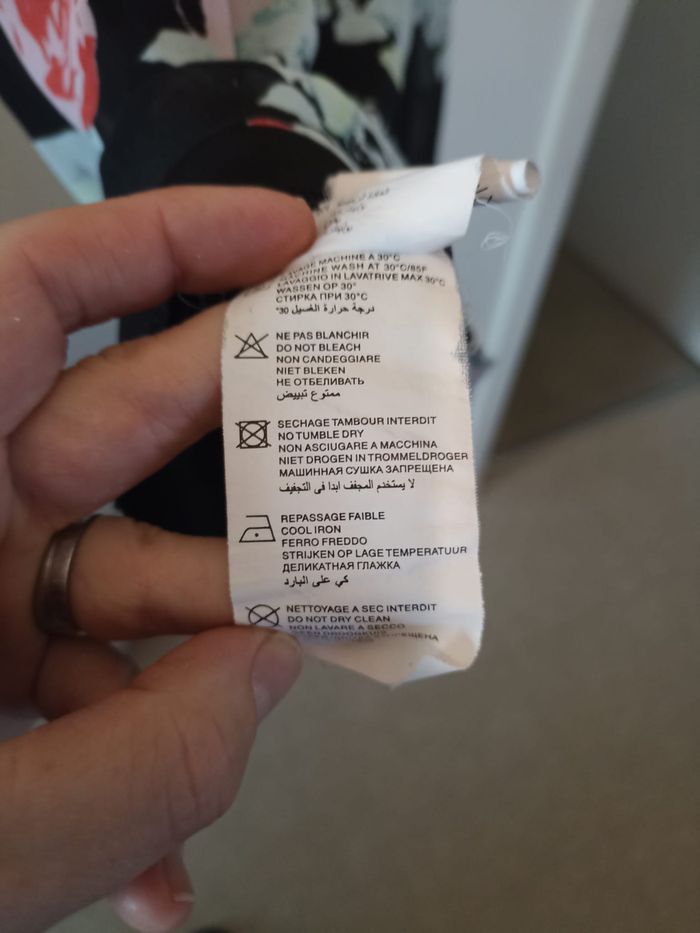 MACHINE A 30°C
MACHINE WASH AT 30°C/85F
LAVAGGIO IN LAVATRIVE MAX 30°C
WASSEN OP 30°
СТИРКА ПРИ 30°C
درجة حرارة الغسيل 30°
NE PAS BLANCHIR
DO NOT BLEACH
NON CANDEGGIARE
NIET BLEKEN
НЕ ОТБЕЛИВАТЬ
ممتوع تبييض
SECHAGE TAMBOUR INTERDIT
NO TUMBLE DRY
NON ASCIUGARE A MACCHINA
NIET DROGEN IN TROMMELDROGER
МАШИННАЯ СУШКА ЗАПРЕЩЕНА
لا يستخدم المجفف ابدا فى التجفيف
REPASSAGE FAIBLE
COOL IRON
FERRO FREDDO
STRIJKEN OP LAGE TEMPERATUUR
ДЕЛИКАТНАЯ ГЛАЖКА
كي على البارد
NETTOYAGE A SEC INTERDIT
DO NOT DRY CLEAN
NON LAVARE A SECCO